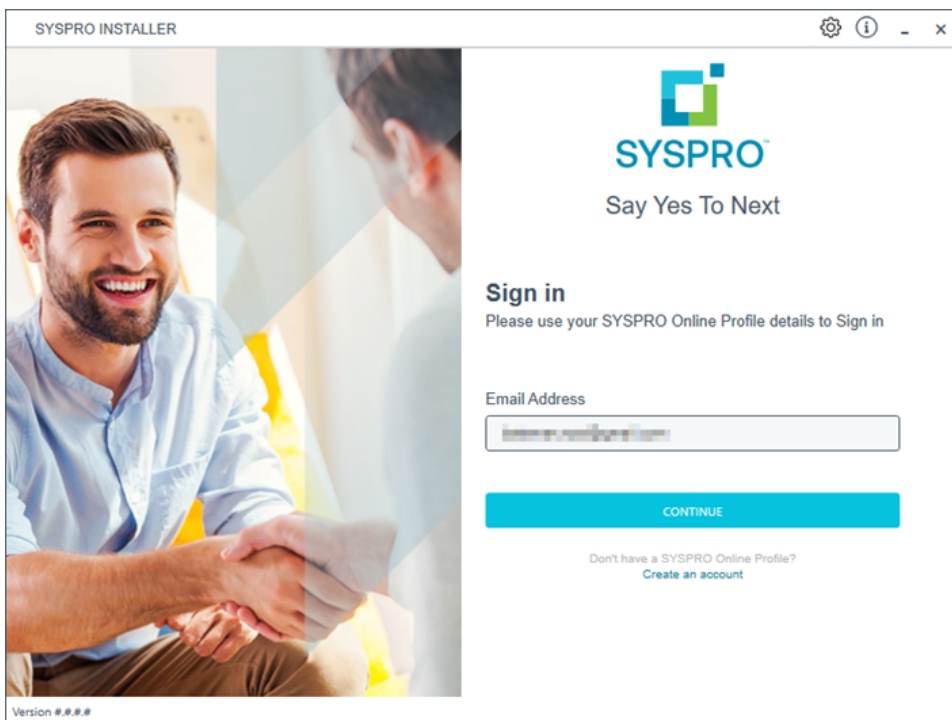 SYSPRO INSTALLER
SYSPRO™
Say Yes To Next
Sign in
Please use your SYSPRO Online Profile details to Sign in
Email Address
CONTINUE
Don't have a SYSPRO Online Profile?
Create an account
Version #.#.#.#